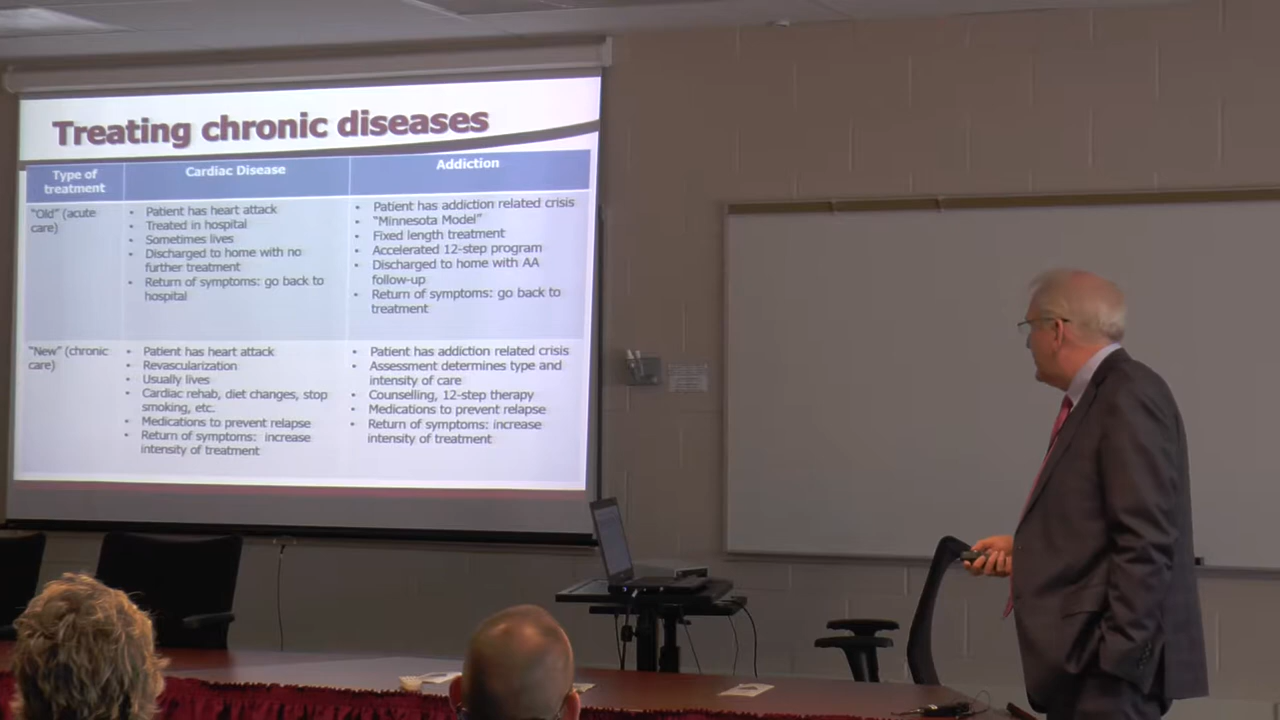 Treating chronic diseases
Type of
treatment
Cardiac Disease
Addiction
"Old" (acute
care)
• Patient has heart attack
• Treated in hospital
• Sometimes lives
• Discharged to home with no
further treatment
• Return of symptoms: go back to
hospital
• Patient has addiction related crisis
• "Minnesota Model"
• Fixed length treatment
• Accelerated 12-step program
• Discharged to home with AA
follow-up
• Return of symptoms: go back to
treatment
"New" (chronic
care)
• Patient has heart attack
• Revascularization
• Usually lives
• Cardiac rehab, diet changes, stop
smoking, etc.
• Medications to prevent relapse
• Return of symptoms: increase
intensity of treatment
• Patient has addiction related crisis
• Assessment determines type and
intensity of care
• Counselling, 12-step therapy
• Medications to prevent relapse
• Return of symptoms: increase
intensity of treatment